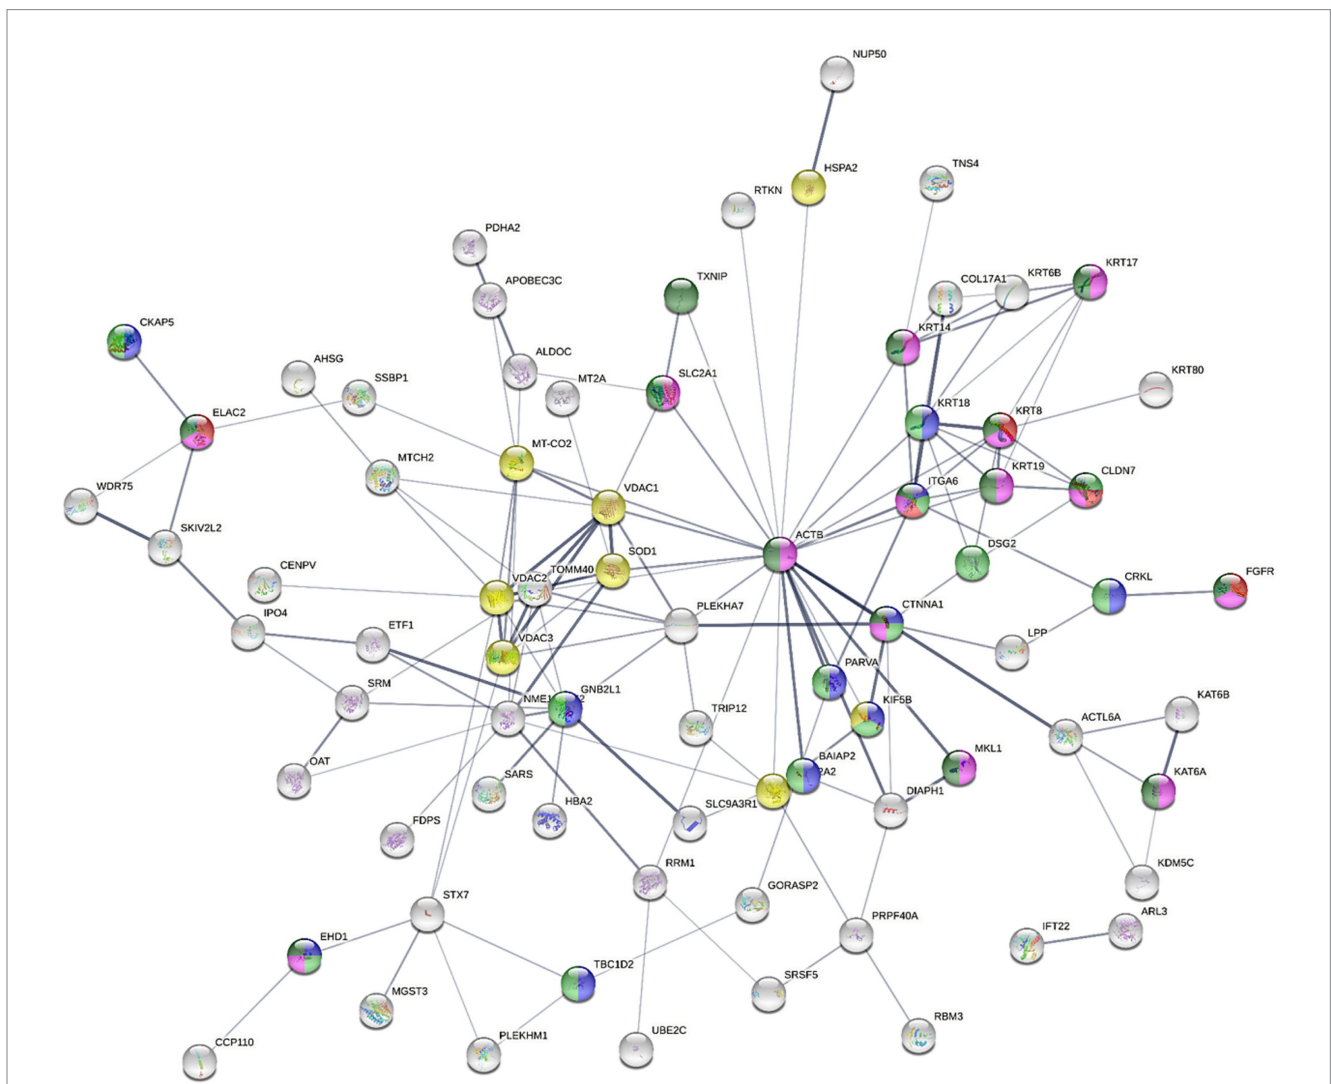 NUP50
HSPA2
TNS4
RTKN
PDHA2
TXNIP
KRT17
COL17A1
KRT6B
APOBEC3C
CKAP5
KRT14
AHSG
ALDOC
SSBP1
MT2A
SLC2A1
KRT80
KRT18
KRT8
ELAC2
MT-CO2
MTCH2
KRT19
CLDN7
WDR75
VDAC1
ITGA6
SKIV2L2
ACTB
DSG2
SOD1
CENPV
VDAC2
TOMM40
CRKL
FGFR
IPO4
PLEKHA7
CTNNA1
ETF1
VDAC3
LPP
PARVA
SRM
NME1
GNB2L1
KIF5B
KAT6B
TRIP12
ACTL6A
OAT
BAIAP2
MKL1
SARS
KAT6A
HBA2
SLC9A3R1
DIAPH1
FDPS
RRM1
KDM5C
GORASP2
STX7
PRPF40A
ARL3
IFT22
EHD1
TBC1D2
SRSF5
MGST3
RBM3
UBE2C
PLEKHM1
CCP110